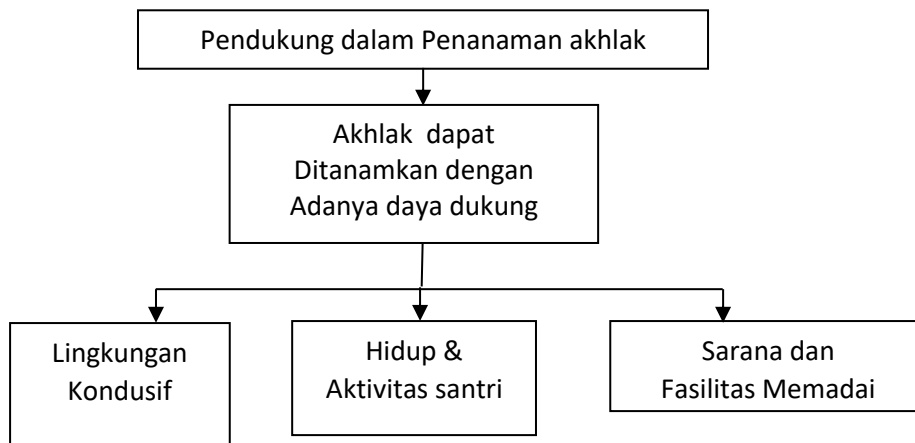 Pendukung dalam Penanaman akhlak
Akhlak dapat
Ditanamkan dengan
Adanya daya dukung
Lingkungan
Kondusif
Hidup &
Aktivitas santri
Sarana dan
Fasilitas Memadai